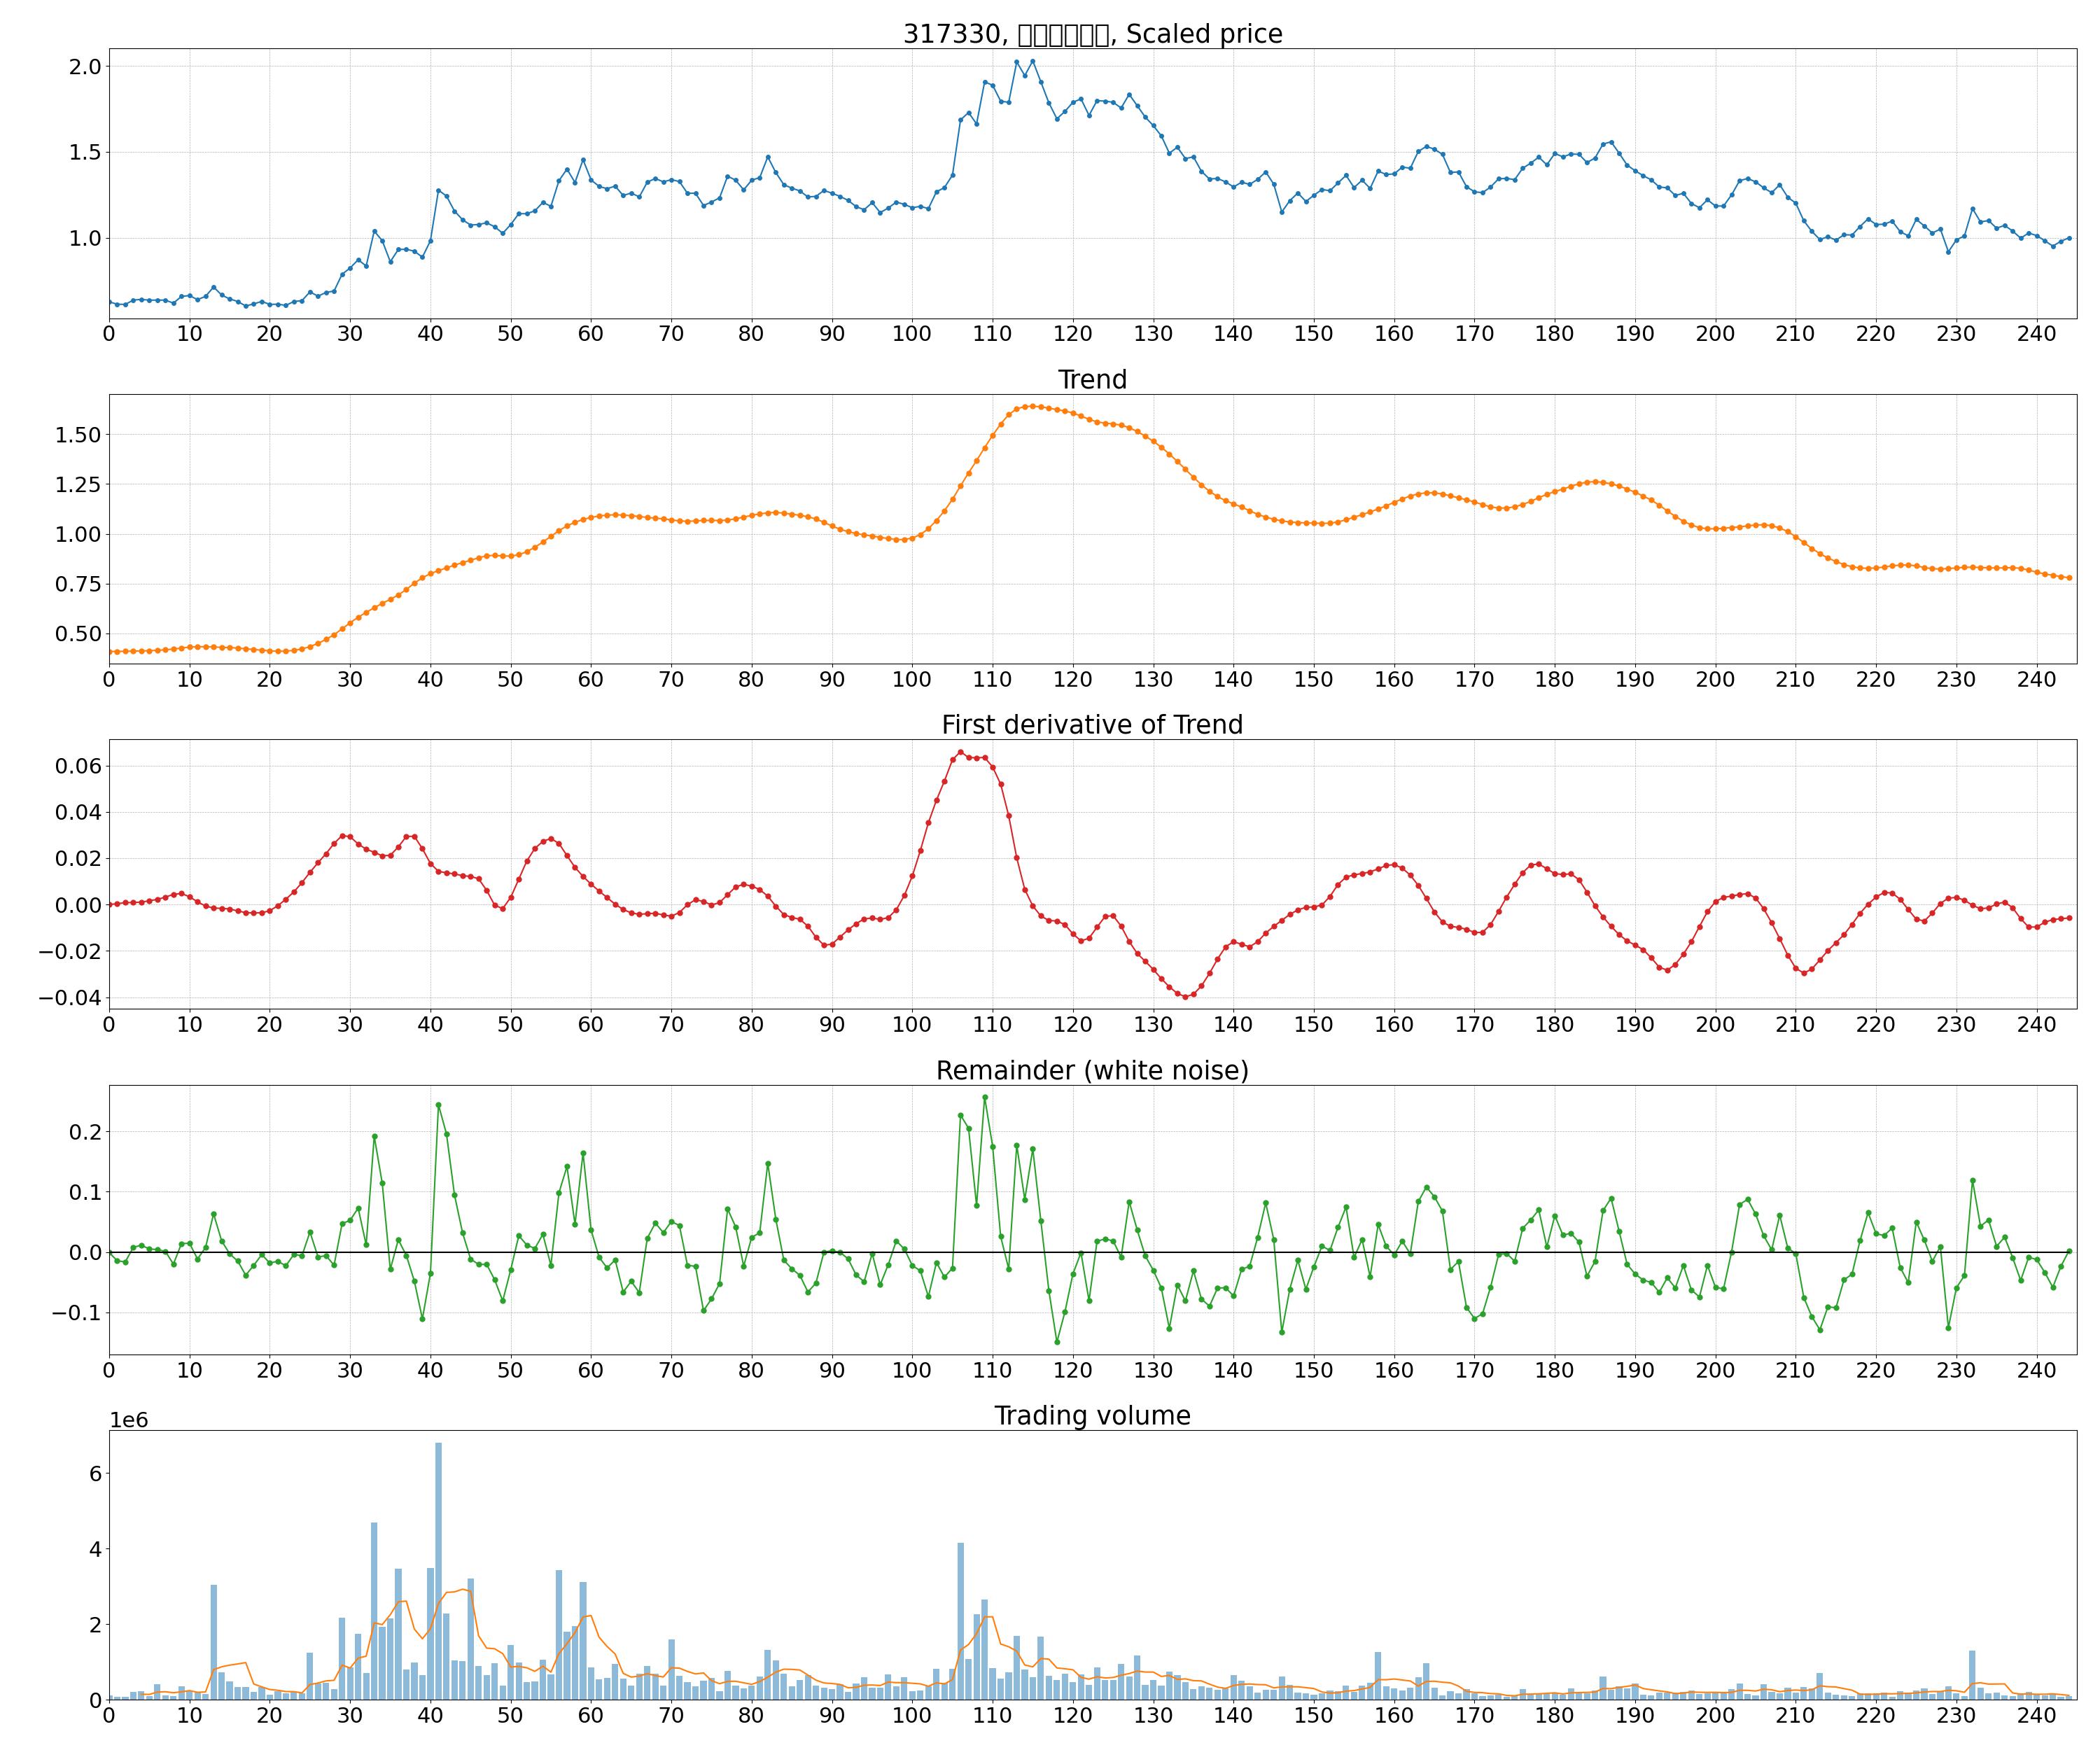 317330, □□□□□□, Scaled price
2.0
1.5
1.0
0 10 20 30 40 50 60 70 80 90 100 110 120 130 140 150 160 170 180 190 200 210 220 230 240
Trend
1.50
1.25
1.00
0.75
0.50
0 10 20 30 40 50 60 70 80 90 100 110 120 130 140 150 160 170 180 190 200 210 220 230 240
First derivative of Trend
0.06
0.04
0.02
0.00
−0.02
−0.04
0 10 20 30 40 50 60 70 80 90 100 110 120 130 140 150 160 170 180 190 200 210 220 230 240
Remainder (white noise)
0.2
0.1
0.0
−0.1
0 10 20 30 40 50 60 70 80 90 100 110 120 130 140 150 160 170 180 190 200 210 220 230 240
Trading volume
1e6
6
4
2
0
0 10 20 30 40 50 60 70 80 90 100 110 120 130 140 150 160 170 180 190 200 210 220 230 240